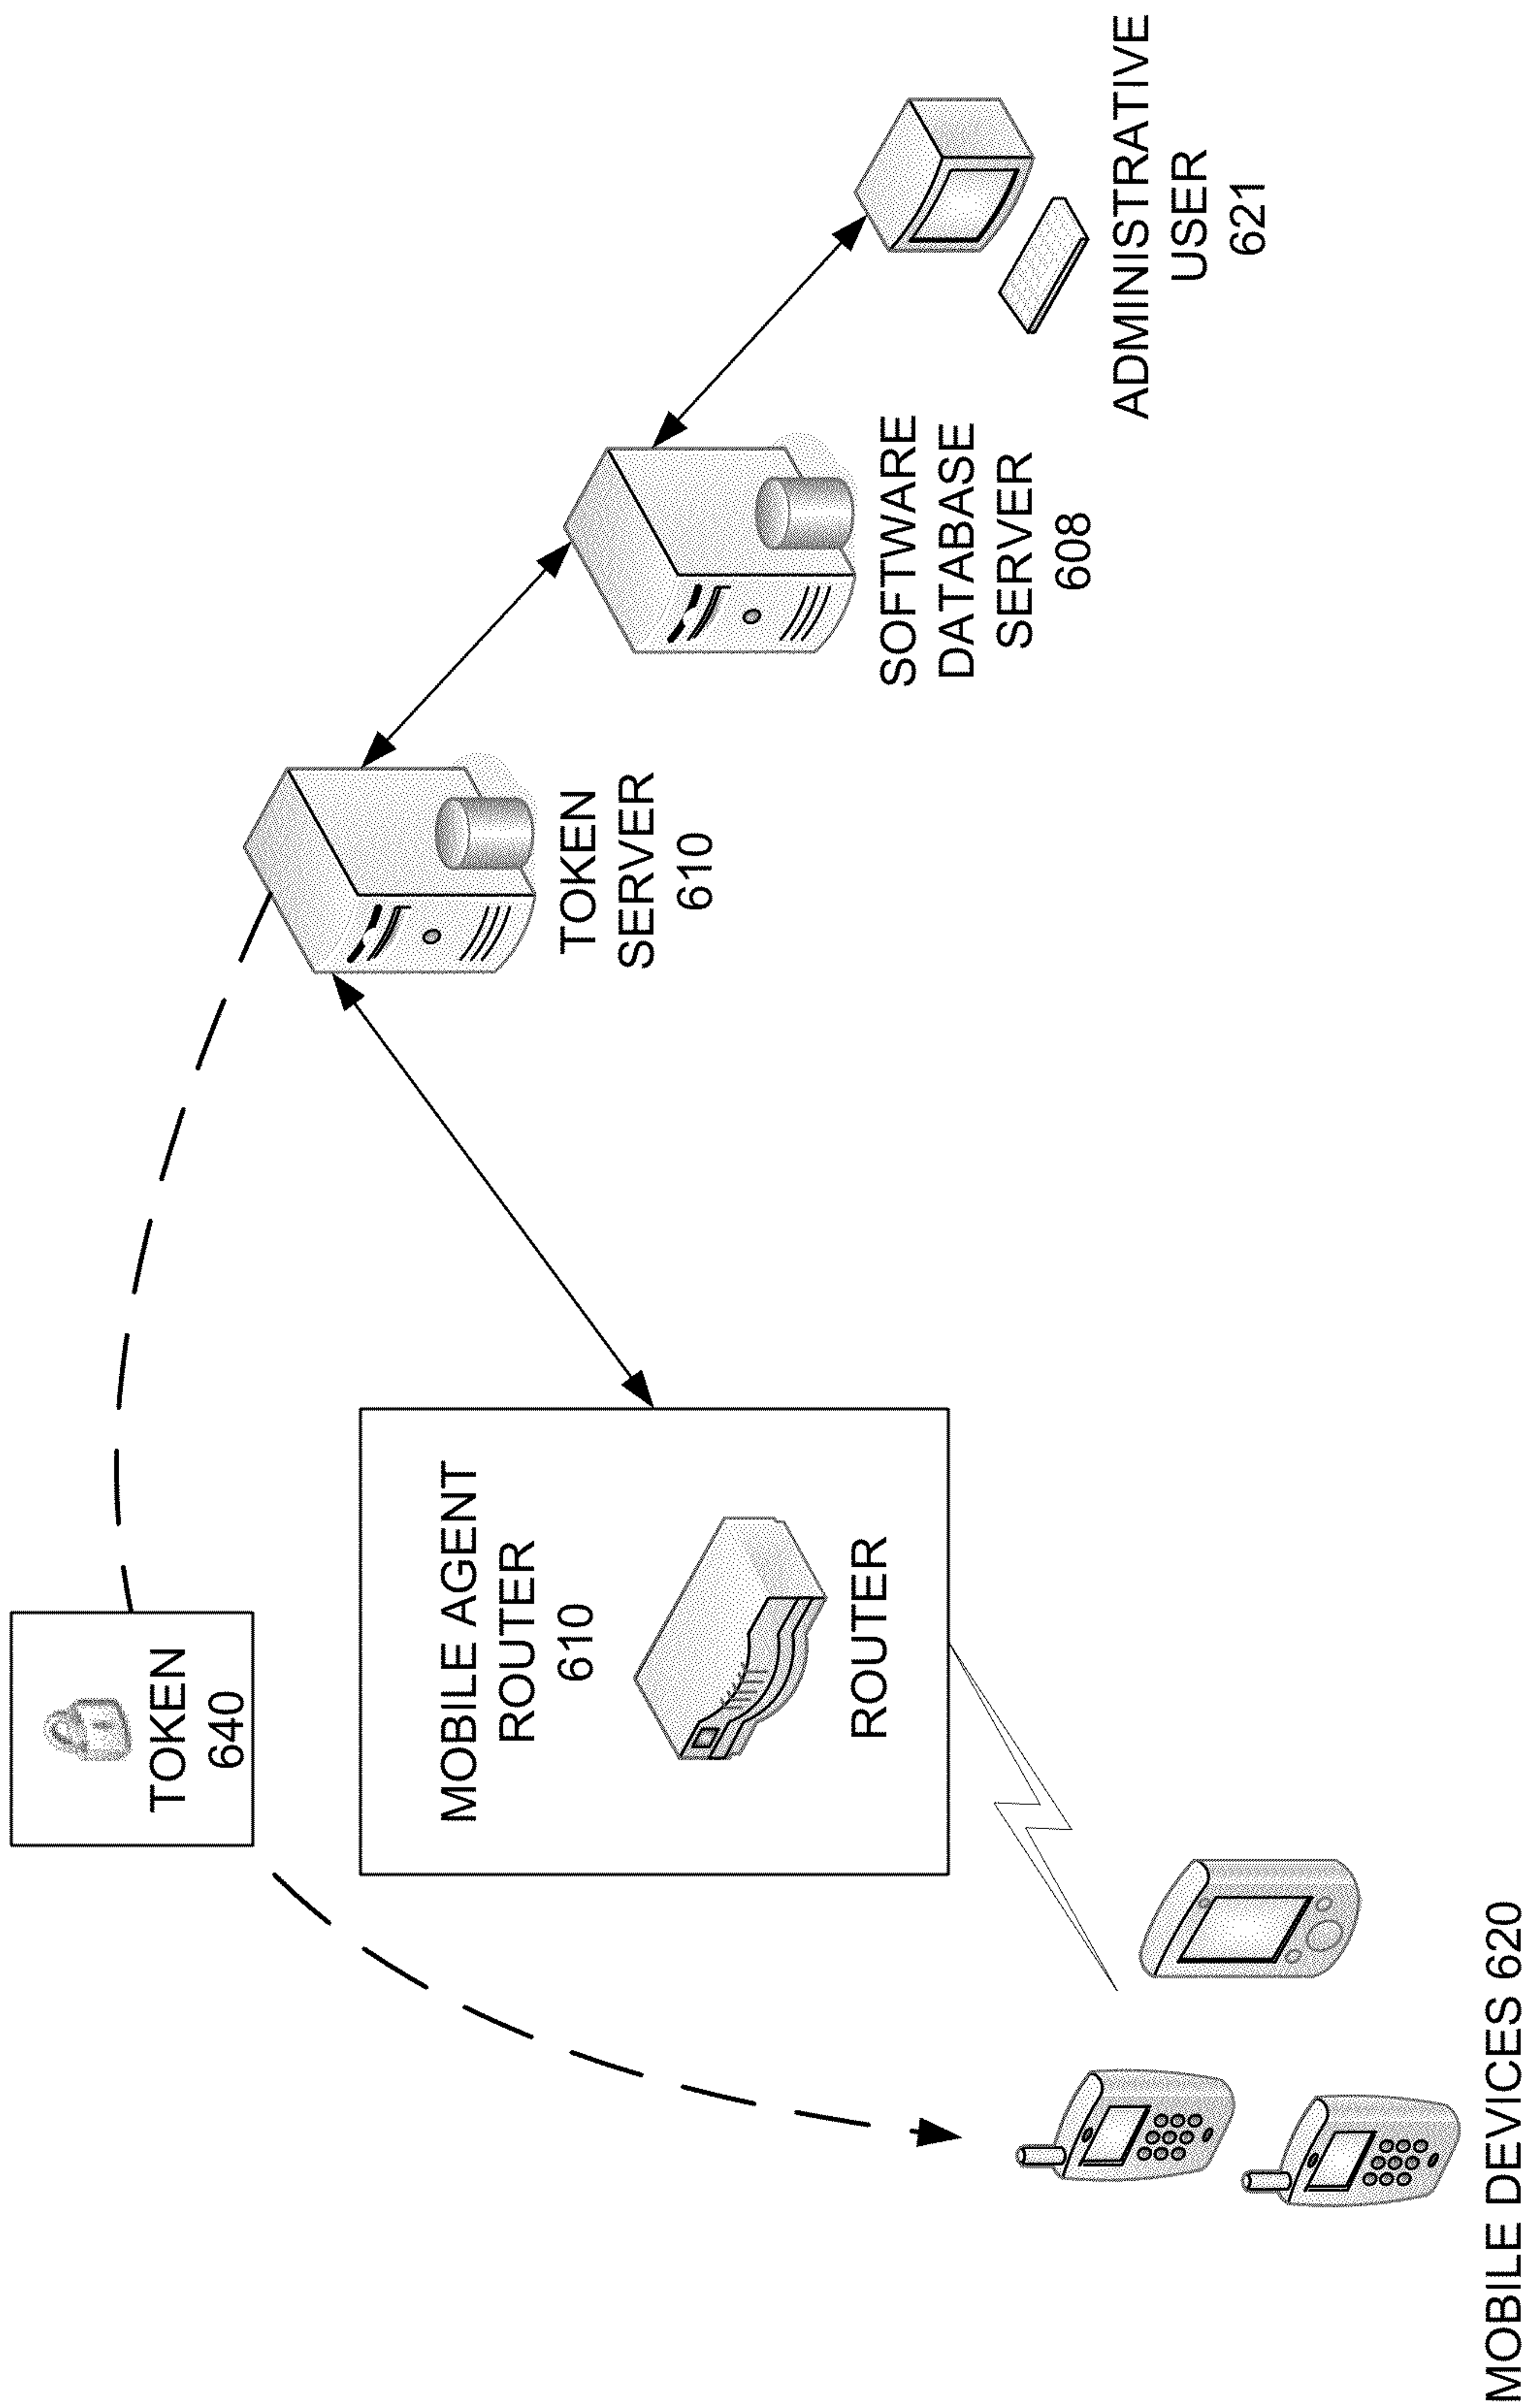 TOKEN
640
MOBILE AGENT
ROUTER
610
ROUTER
MOBILE DEVICES 620
TOKEN
SERVER
610
SOFTWARE
DATABASE
SERVER
608
ADMINISTRATIVE
USER
621